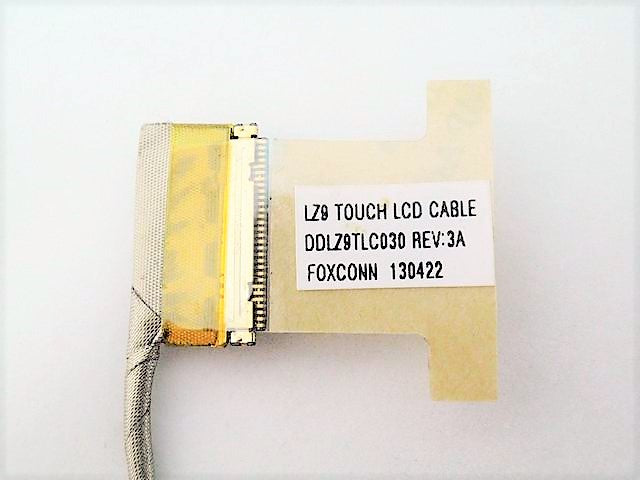 LZ9 TOUCH LCD CABLE
DDLZ9TLC030 REV:3A
FOXCONN 130422